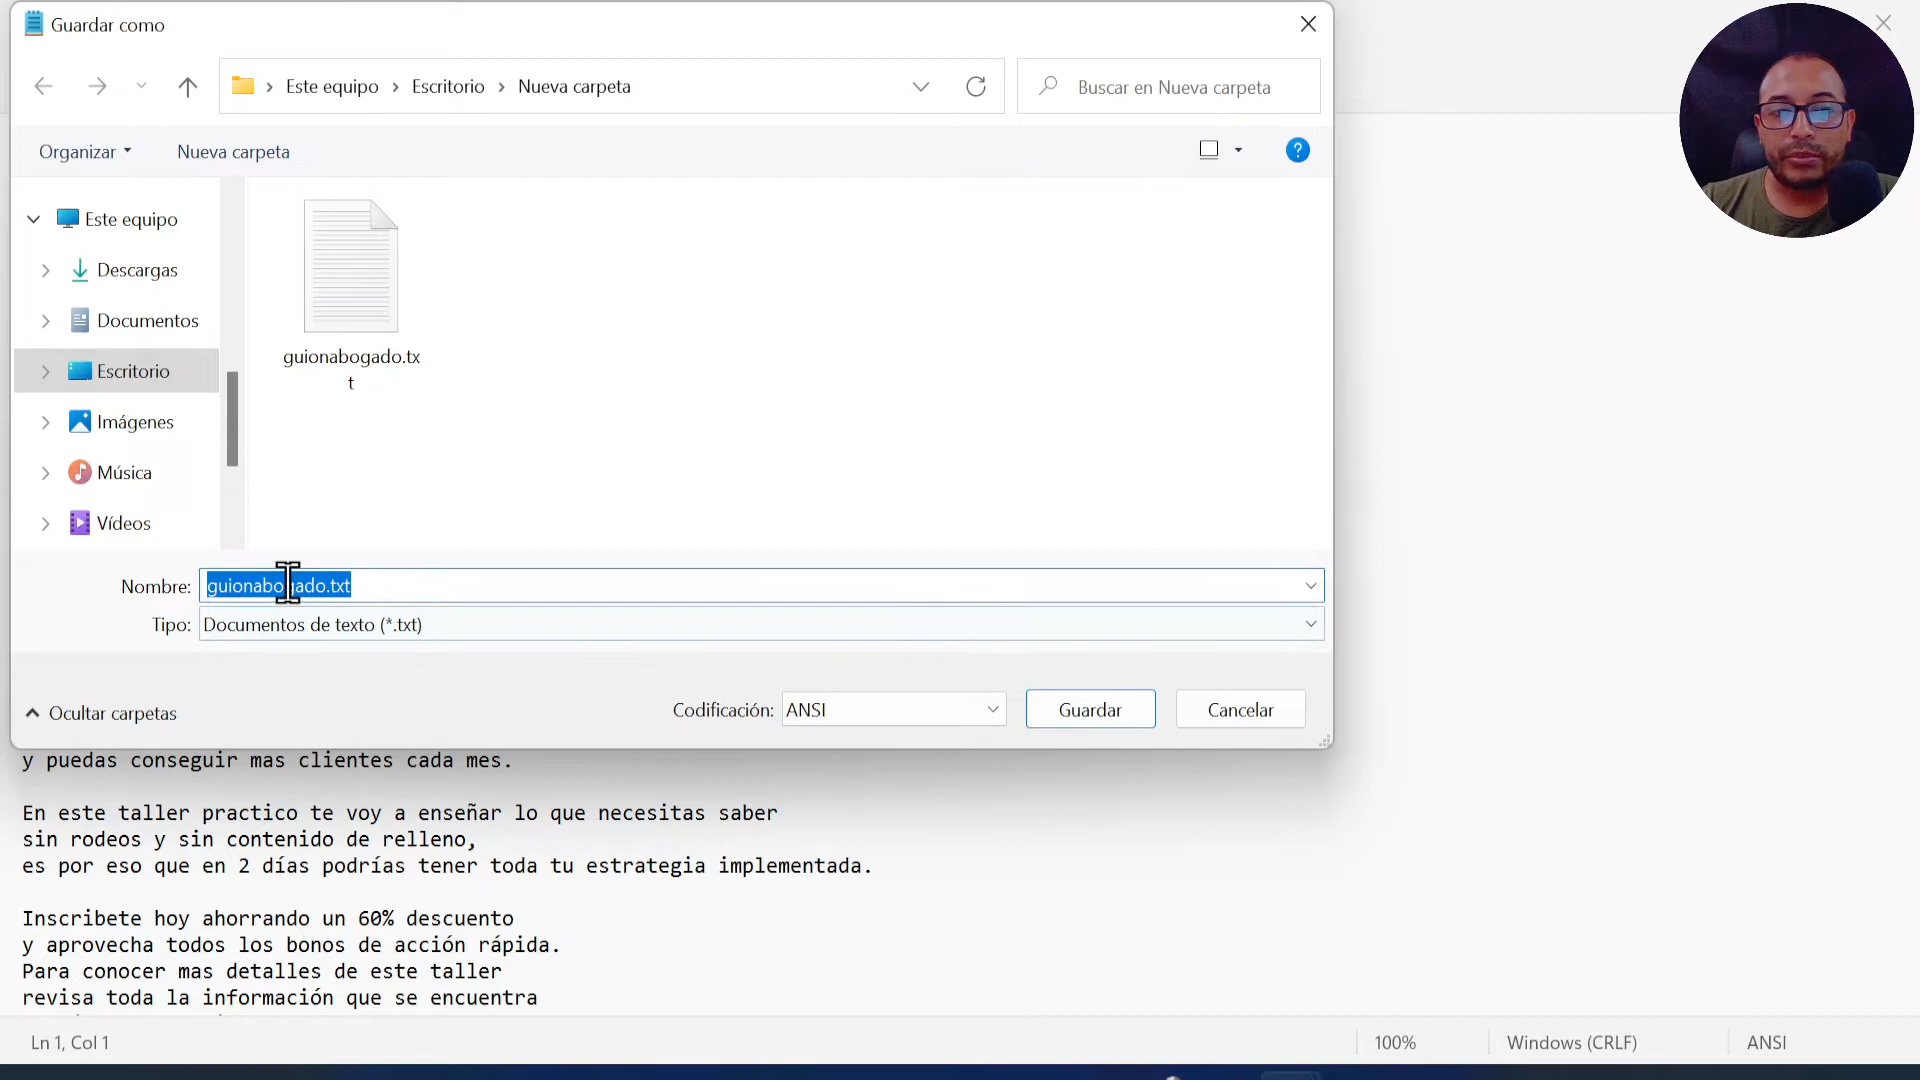 Guardar como
Este equipo › Escritorio › Nueva carpeta
Buscar en Nueva carpeta
Organizar
Nueva carpeta
Este equipo
Descargas
Documentos
Escritorio
Imágenes
Música
Vídeos
guionabogado.tx
t
Nombre: guionabogado.txt
Tipo: Documentos de texto (*.txt)
Ocultar carpetas
Codificación: ANSI
Guardar
Cancelar
y puedas conseguir mas clientes cada mes.
En este taller practico te voy a enseñar lo que necesitas saber
sin rodeos y sin contenido de relleno,
es por eso que en 2 días podrías tener toda tu estrategia implementada.
Inscribete hoy ahorrando un 60% descuento
y aprovecha todos los bonos de acción rápida.
Para conocer mas detalles de este taller
revisa toda la información que se encuentra
Ln 1, Col 1
100%
Windows (CRLF)
ANSI